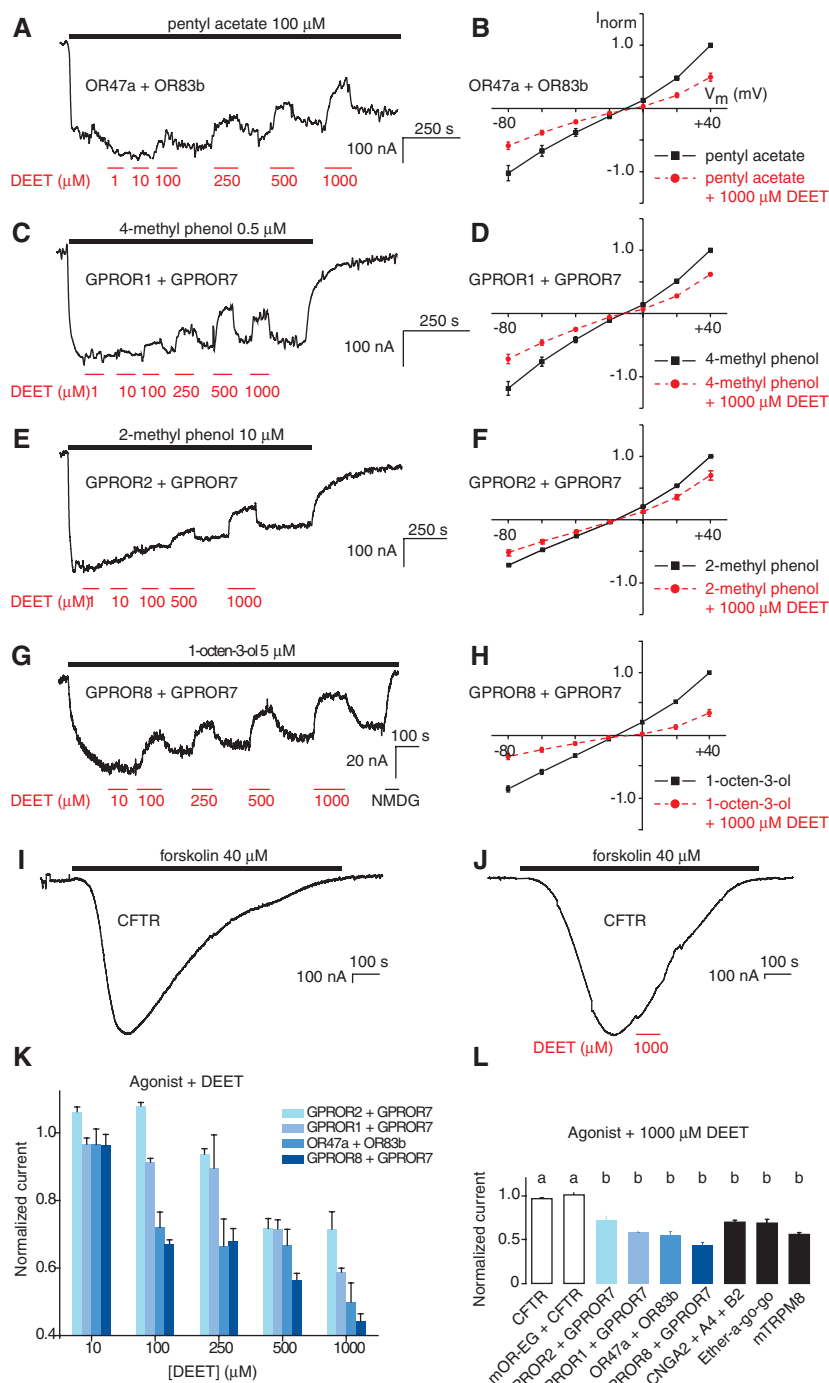 A
pentyl acetate 100 μM
OR47a + OR83b
100 nA
250 s
DEET (μM)
1
10
100
250
500
1000
B
I norm
1.0
OR47a + OR83b
Vm (mV)
-80
+40
-1.0
pentyl acetate
pentyl acetate
+ 1000 μM DEET
C
4-methyl phenol 0.5 μM
GPROR1 + GPROR7
250 s
100 nA
DEET (μM)
1
10
100
250
500
1000
D
1.0
GPROR1 + GPROR7
-80
+40
-1.0
4-methyl phenol
4-methyl phenol
+ 1000 μM DEET
E
2-methyl phenol 10 μM
GPROR2 + GPROR7
250 s
100 nA
DEET (μM)
1
10
100
500
1000
F
1.0
GPROR2 + GPROR7
-80
+40
-1.0
2-methyl phenol
2-methyl phenol
+ 1000 μM DEET
G
1-octen-3-ol 5 μM
GPROR8 + GPROR7
100 s
20 nA
DEET (μM)
10
100
250
500
1000
NMDG
H
1.0
GPROR8 + GPROR7
-80
+40
-1.0
1-octen-3-ol
1-octen-3-ol
+ 1000 μM DEET
I
forskolin 40 μM
CFTR
100 s
100 nA
J
forskolin 40 μM
CFTR
100 s
100 nA
DEET (μM)
1000
K
Agonist + DEET
GPROR2 + GPROR7
GPROR1 + GPROR7
OR47a + OR83b
GPROR8 + GPROR7
Normalized current
1.0
0.8
0.6
0.4
10
100
250
500
1000
[DEET] (μM)
L
Agonist + 1000 μM DEET
a
a
b
b
b
b
b
b
b
Normalized current
1.0
0.5
0
CFTR
mOR-EG + CFTR
PROR2 + GPROR7
PROR1 + GPROR7
OR47a + OR83b
PROR8 + GPROR7
CNGA2 + A4 + B2
Ether-a-go-go
mTRPM8